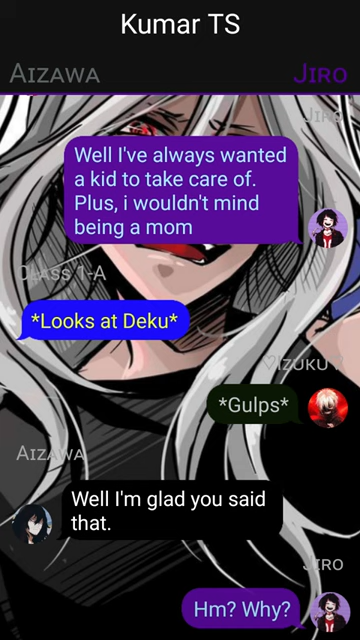 Kumar TS
Aizawa
Jiro
Jiro
Well I've always wanted
a kid to take care of.
Plus, i wouldn't mind
being a mom
Class 1-A
*Looks at Deku*
♡Izuku♡
*Gulps*
Aizawa
Well I'm glad you said
that.
Jiro
Hm? Why?